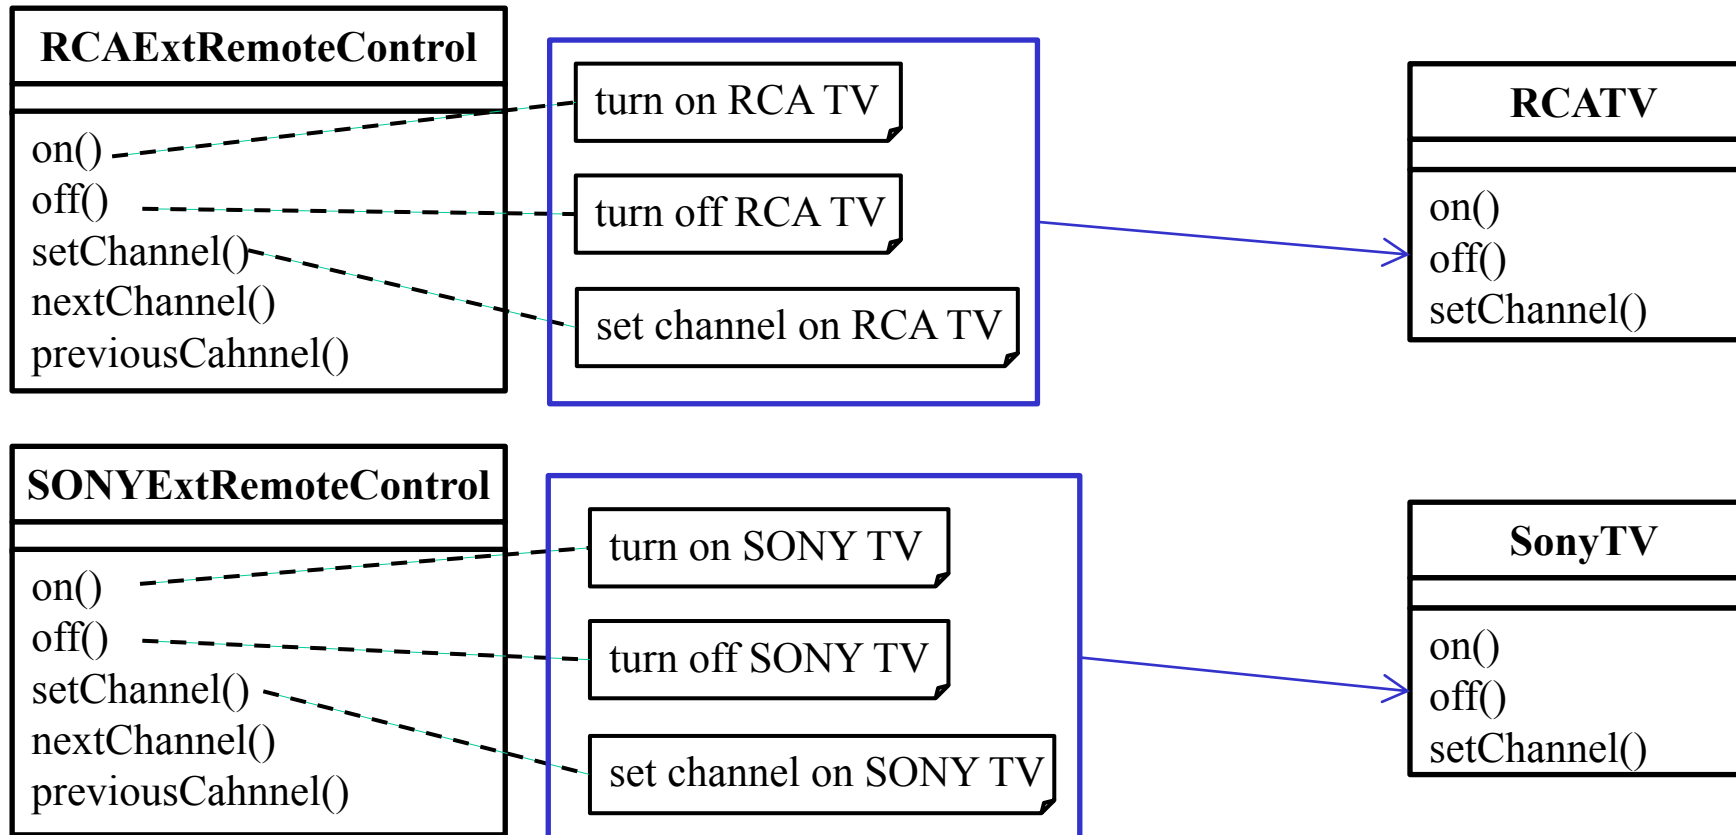 RCAExtRemoteControl
on()
off()
setChannel()
nextChannel()
previousCahnnel()
turn on RCA TV
turn off RCA TV
set channel on RCA TV
RCATV
on()
off()
setChannel()
SONYExtRemoteControl
on()
off()
setChannel()
nextChannel()
previousCahnnel()
turn on SONY TV
turn off SONY TV
set channel on SONY TV
SonyTV
on()
off()
setChannel()